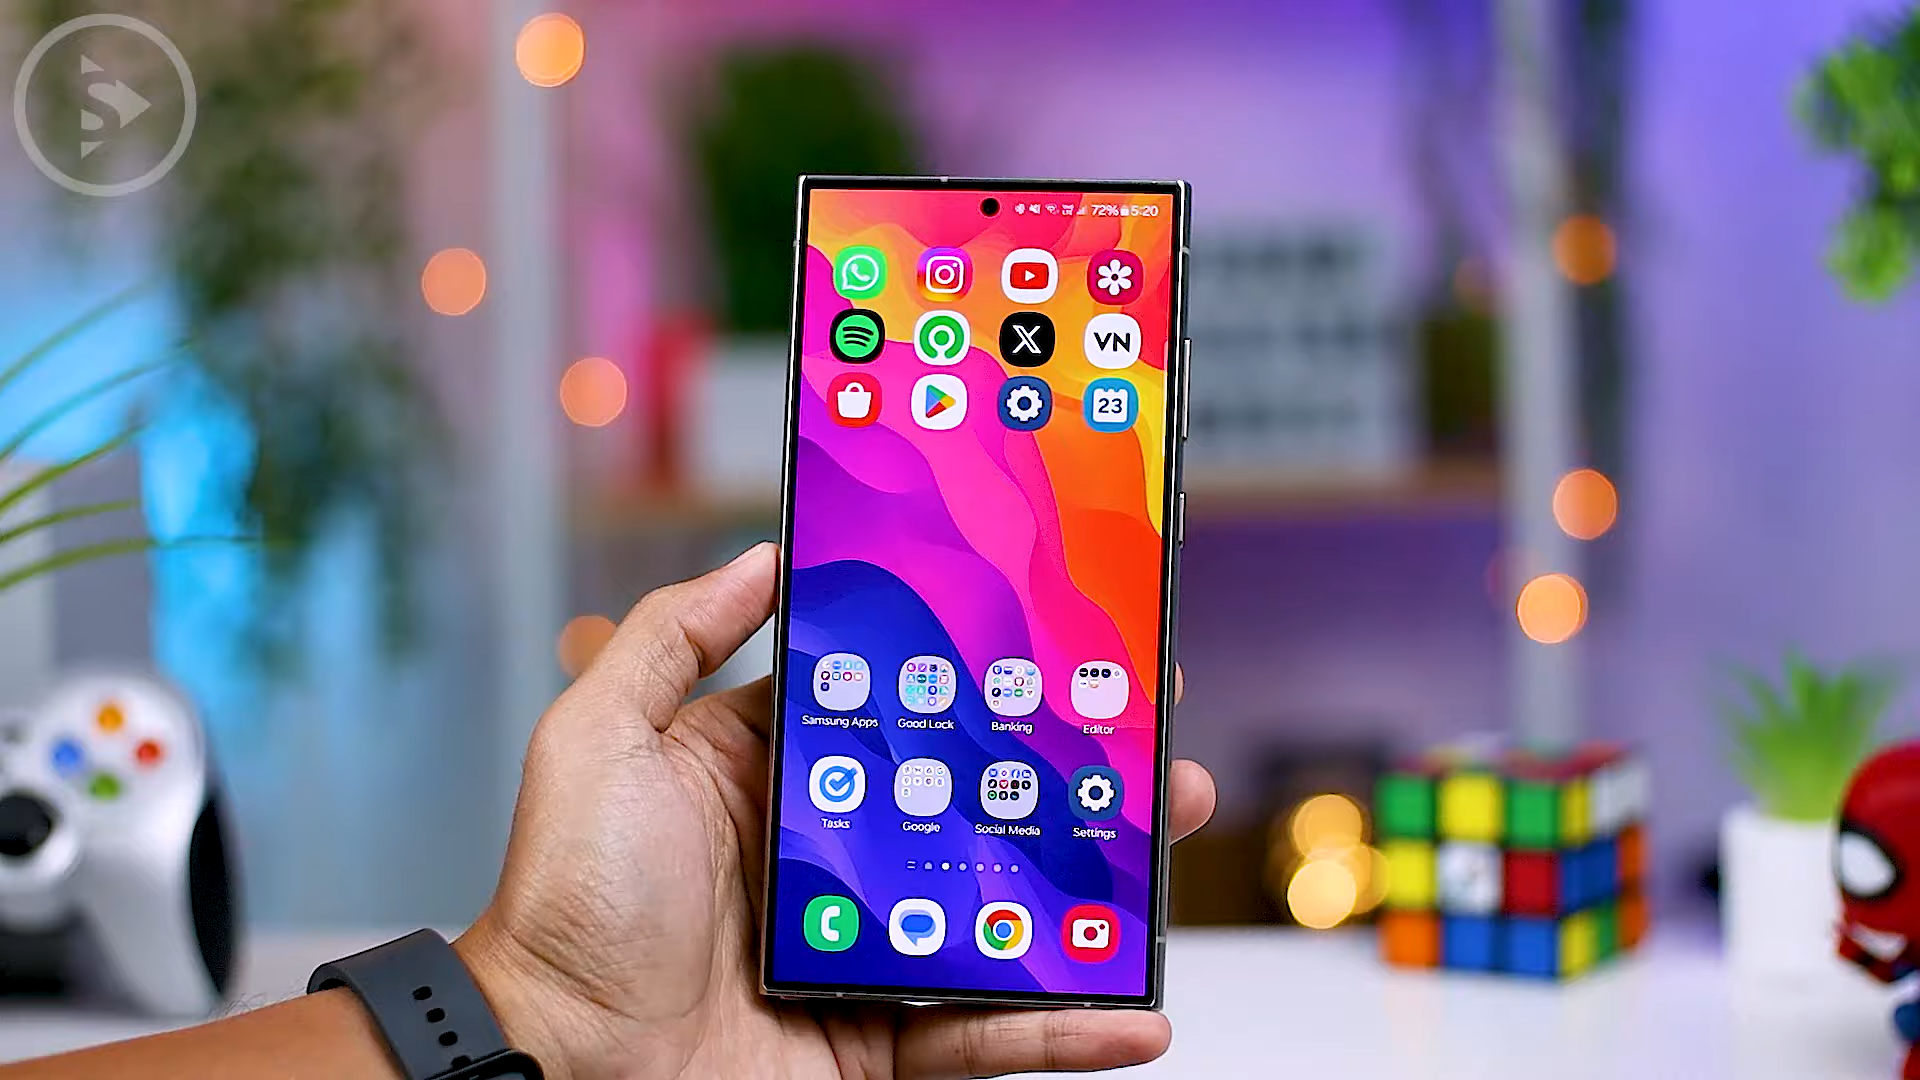 72% 5:20
X VN
23
Samsung Apps Good Lock Banking Editor
Tasks Google Social Media Settings
S